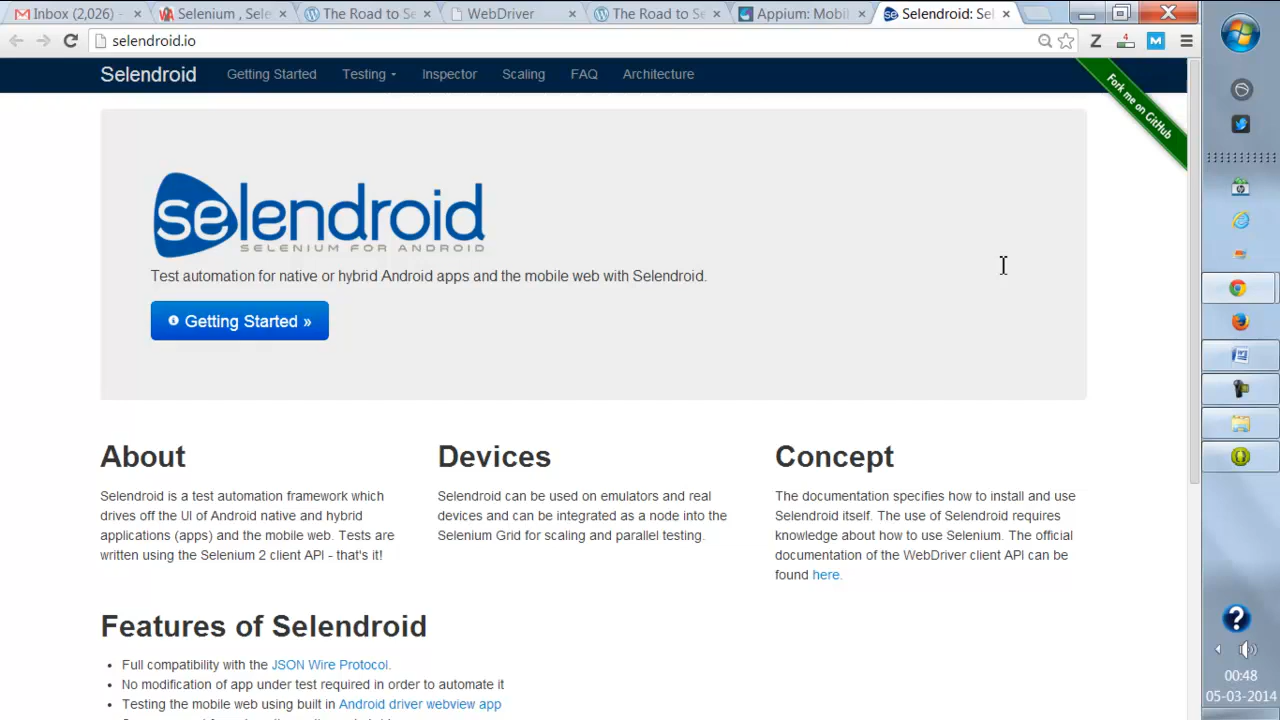 Inbox (2,026)
Selenium , Sele
The Road to Se
WebDriver
The Road to Se
Appium: Mobil
Selendroid: Sel
selendroid.io
Z
4
M
Selendroid
Getting Started
Testing
Inspector
Scaling
FAQ
Architecture
Fork me on GitHub
selendroid
SELENIUM FOR ANDROID
Test automation for native or hybrid Android apps and the mobile web with Selendroid.
Getting Started »
About
Selendroid is a test automation framework which
drives off the UI of Android native and hybrid
applications (apps) and the mobile web. Tests are
written using the Selenium 2 client API - that's it!
Devices
Selendroid can be used on emulators and real
devices and can be integrated as a node into the
Selenium Grid for scaling and parallel testing.
Concept
The documentation specifies how to install and use
Selendroid itself. The use of Selendroid requires
knowledge about how to use Selenium. The official
documentation of the WebDriver client API can be
found here.
Features of Selendroid
• Full compatibility with the JSON Wire Protocol.
• No modification of app under test required in order to automate it
• Testing the mobile web using built in Android driver webview app
00:48
05-03-2014